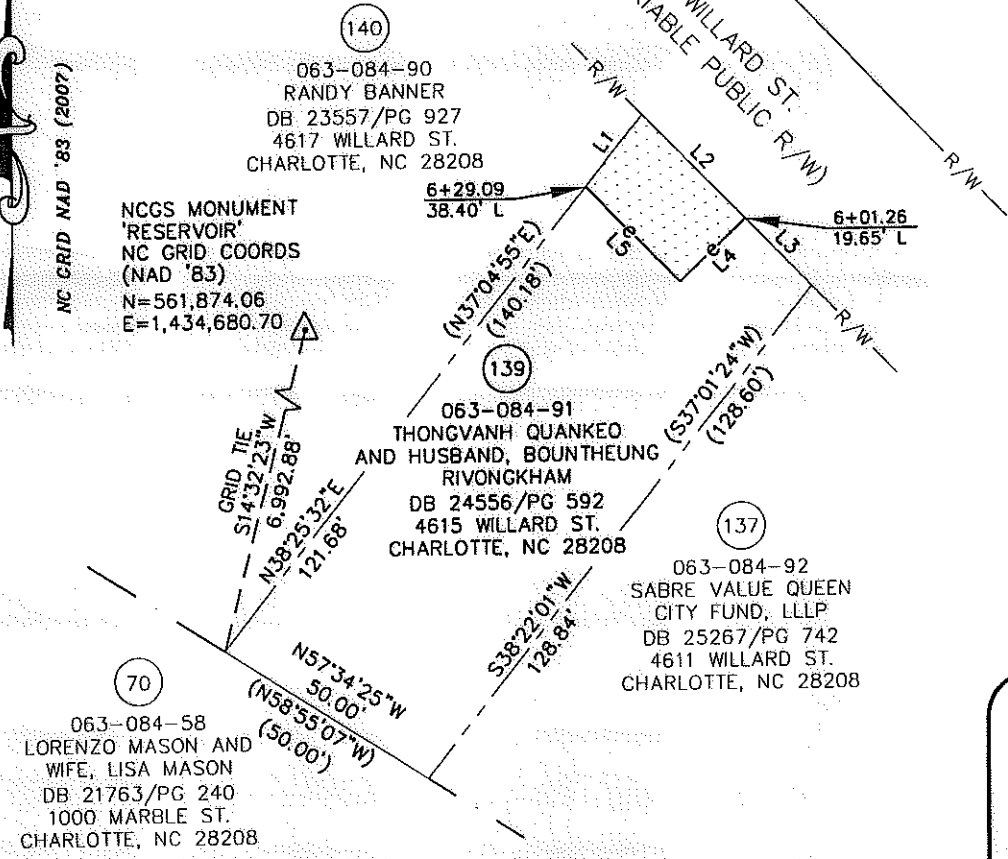 WILLARD ST.
PUBLIC R/W)
R/W
R/W
R/W
NC GRID NAD '83 (2007)
140
063-084-90
RANDY BANNER
DB 23557/PG 927
4617 WILLARD ST.
CHARLOTTE, NC 28208
NCGS MONUMENT
'RESERVOIR'
NC GRID COORDS
(NAD '83)
N=561,874.06
E=1,434,680.70
6+29.09
38.40' L
L1
L2
L3
L4
L5
6+01.26
19.65' L
(N37°04'55"E)
(140.18')
139
063-084-91
THONGVANH QUANKEO
AND HUSBAND, BOUNTHEUNG
RIVONGKHAM
DB 24556/PG 592
4615 WILLARD ST.
CHARLOTTE, NC 28208
(S37°01'24"W)
(128.60')
GRID TIE
S14°32'23"W
6,992.88'
N38°25'32"E
121.68'
S38°22'01"W
128.84'
137
063-084-92
SABRE VALUE QUEEN
CITY FUND, LLLP
DB 25267/PG 742
4611 WILLARD ST.
CHARLOTTE, NC 28208
N57°34'25"W
50.00'
(N58°55'07"W)
(50.00')
70
063-084-58
LORENZO MASON AND
WIFE, LISA MASON
DB 21763/PG 240
1000 MARBLE ST.
CHARLOTTE, NC 28208